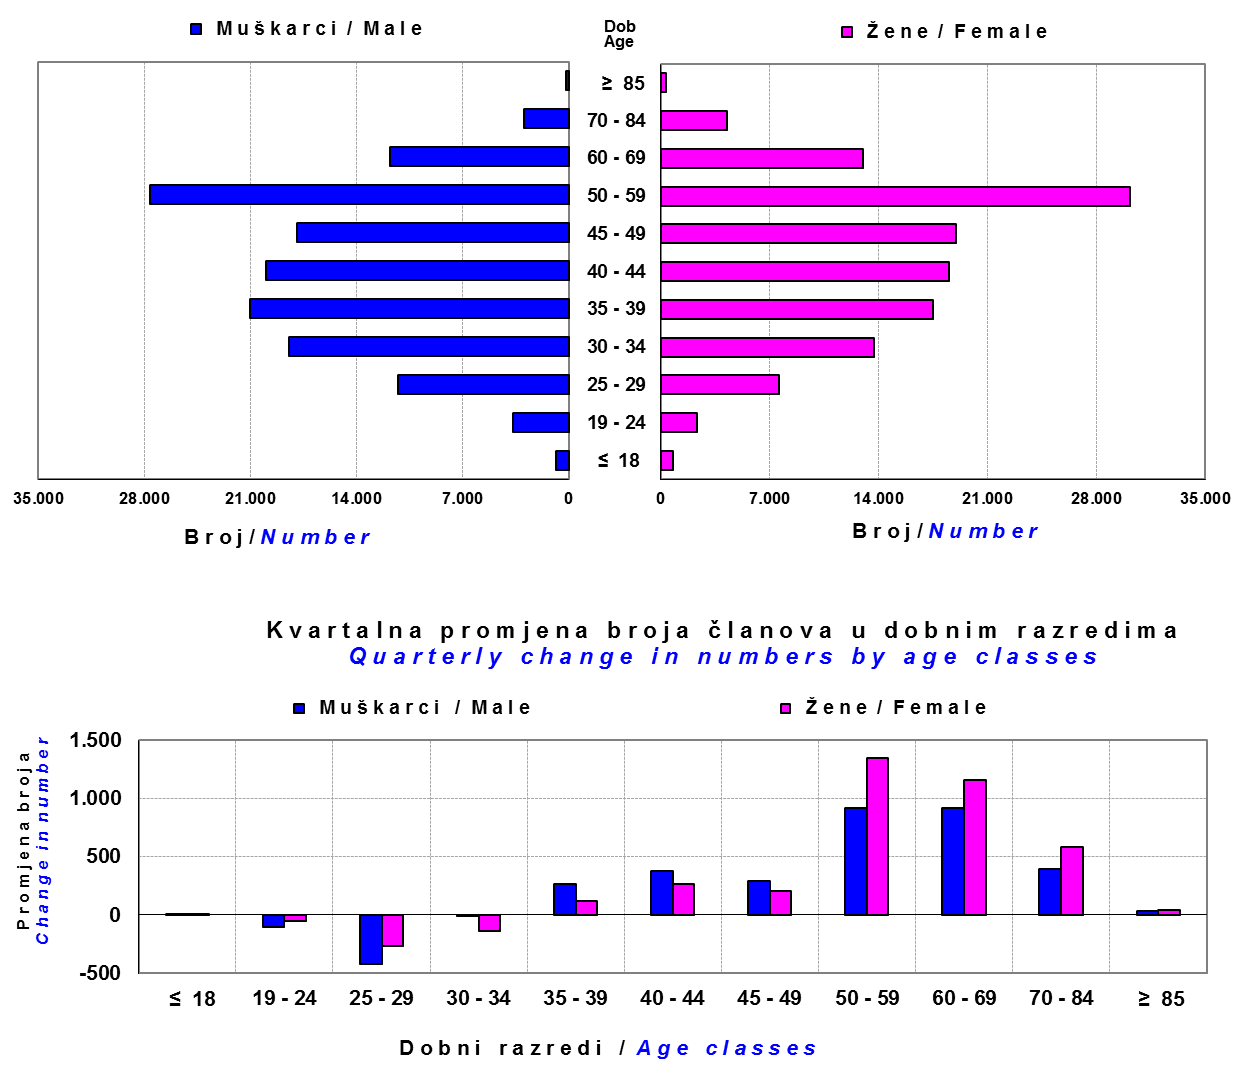 Muškarci / Male
Dob
Age
Žene / Female
≥ 85
70 - 84
60 - 69
50 - 59
45 - 49
40 - 44
35 - 39
30 - 34
25 - 29
19 - 24
≤ 18
35.000 28.000 21.000 14.000 7.000 0
0 7.000 14.000 21.000 28.000 35.000
Broj/Number
Broj/Number
Kvartalna promjena broja članova u dobnim razredima
Quarterly change in numbers by age classes
Muškarci / Male
Žene / Female
Promjena broja
Change in number
1.500
1.000
500
0
-500
≤ 18 19 - 24 25 - 29 30 - 34 35 - 39 40 - 44 45 - 49 50 - 59 60 - 69 70 - 84 ≥ 85
Dobni razredi / Age classes